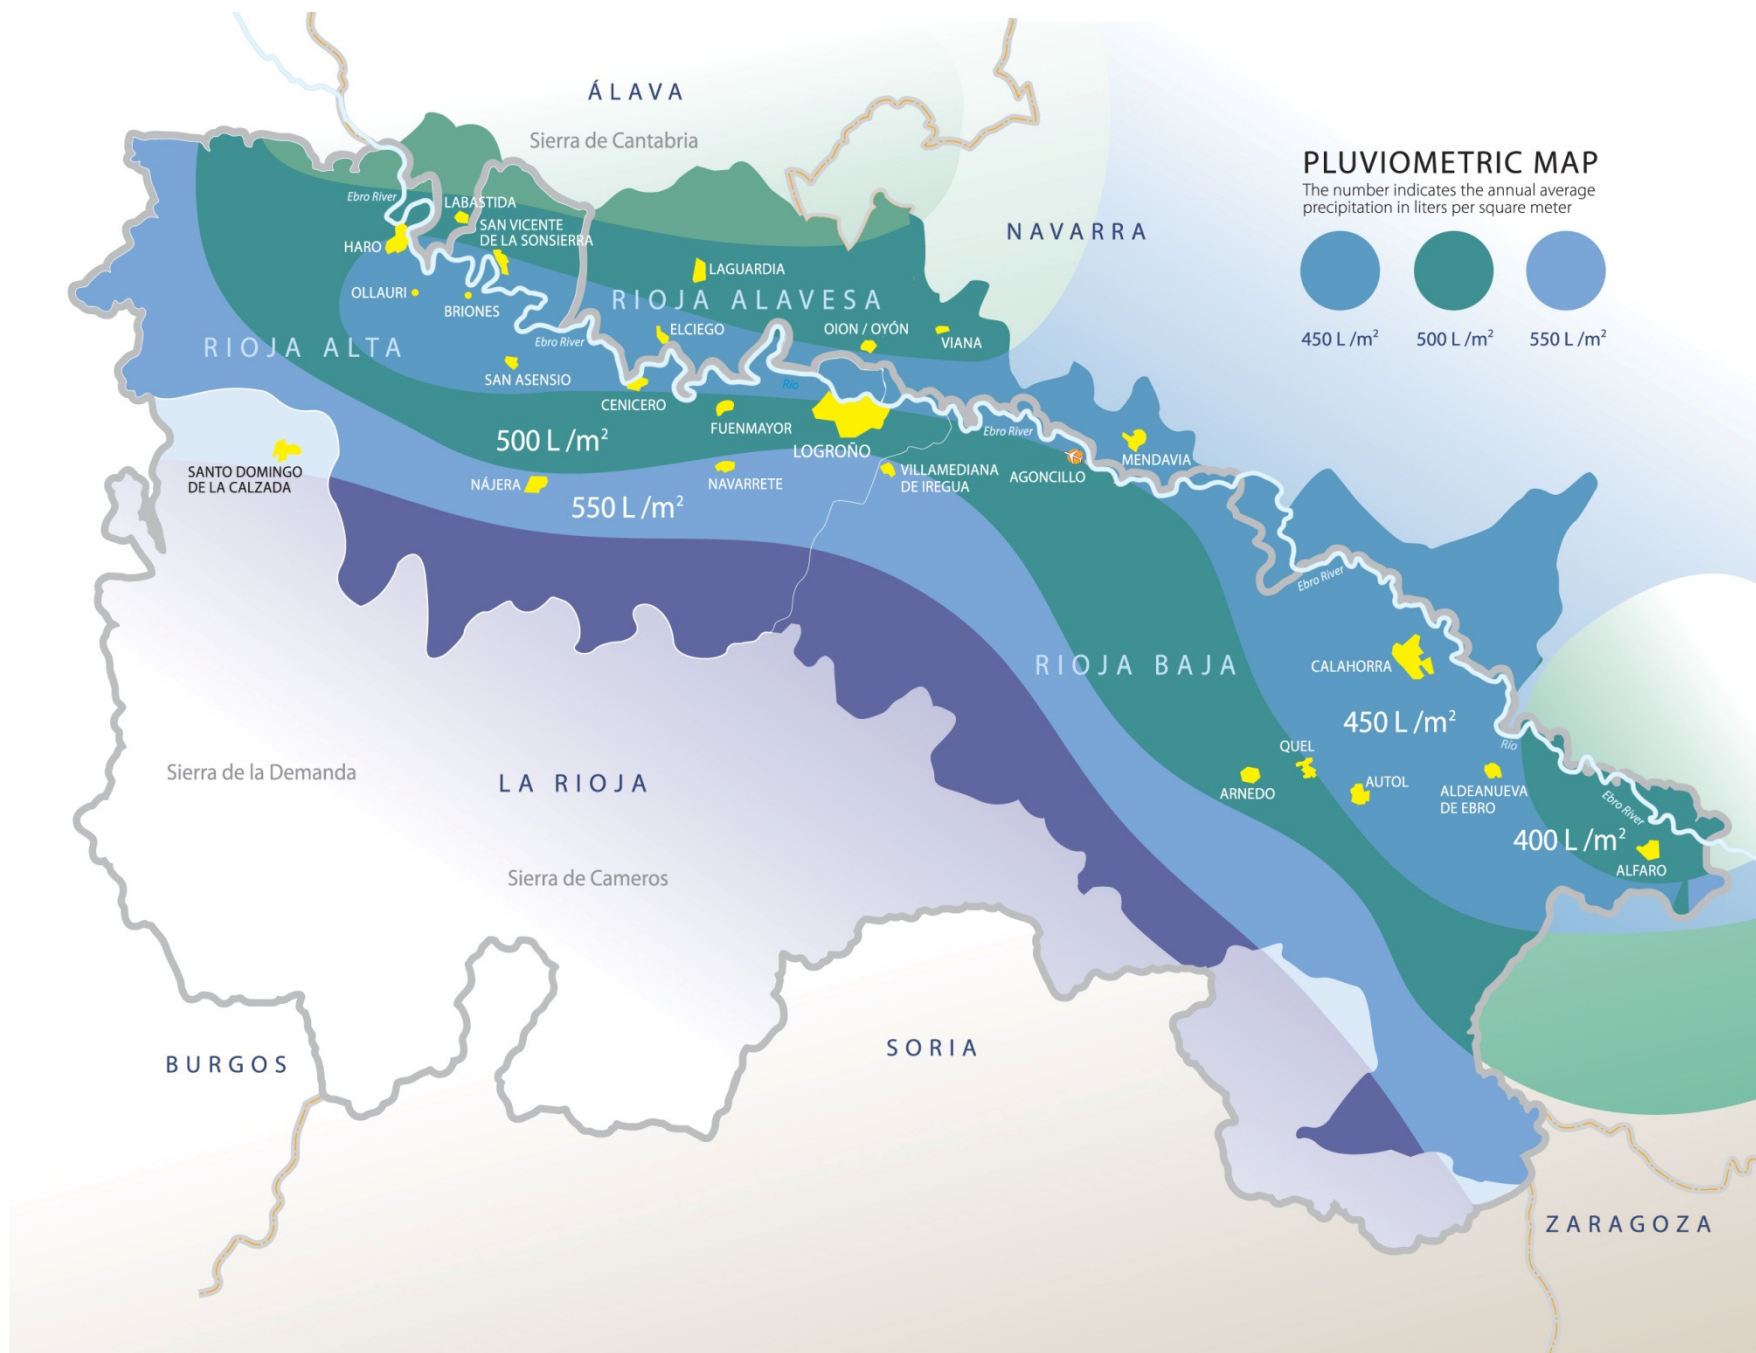 ÁLAVA
Sierra de Cantabria
PLUVIOMETRIC MAP
The number indicates the annual average
precipitation in liters per square meter
450 L /m²
500 L /m²
550 L /m²
NAVARRA
Ebro River
LABASTIDA
SAN VICENTE
DE LA SONSIERRA
HARO
LAGUARDIA
OLLAURI
BRIONES
RIOJA ALAVESA
RIOJA ALTA
Ebro River
ELCIEGO
OION / OYÓN
VIANA
SAN ASENSIO
CENICERO
Río
FUENMAYOR
LOGROÑO
Ebro River
500 L /m²
SANTO DOMINGO
DE LA CALZADA
NÁJERA
NAVARRETE
VILLAMEDIANA
DE IREGUA
AGONCILLO
MENDAVIA
550 L /m²
Ebro River
RIOJA BAJA
CALAHORRA
450 L /m²
Río
QUEL
ARNEDO
AUTOL
ALDEANUEVA
DE EBRO
Ebro River
400 L /m²
ALFARO
Sierra de la Demanda
LA RIOJA
Sierra de Cameros
BURGOS
SORIA
ZARAGOZA